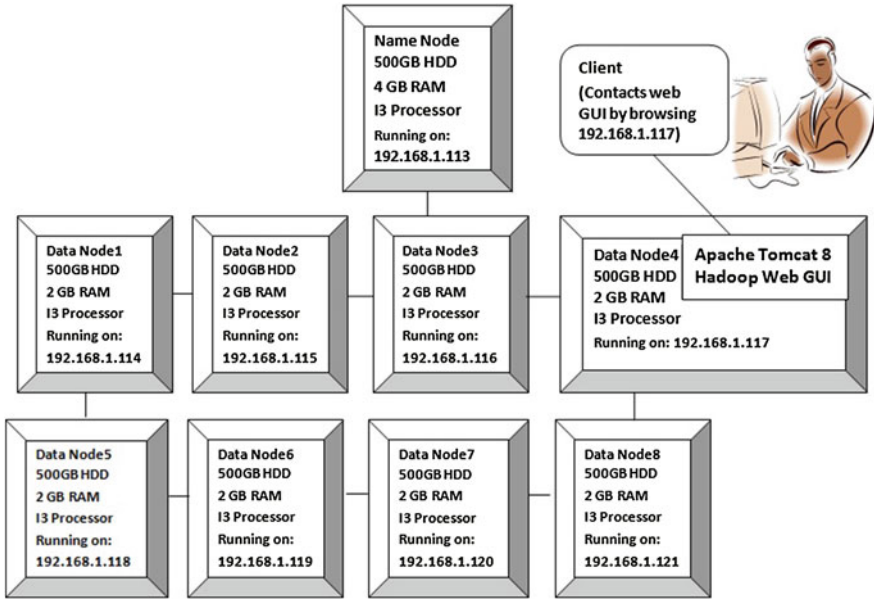 Name Node
500GB HDD
4 GB RAM
I3 Processor
Running on:
192.168.1.113
Client
(Contacts web
GUI by browsing
192.168.1.117)
Data Node1
500GB HDD
2 GB RAM
I3 Processor
Running on:
192.168.1.114
Data Node2
500GB HDD
2 GB RAM
I3 Processor
Running on:
192.168.1.115
Data Node3
500GB HDD
2 GB RAM
I3 Processor
Running on:
192.168.1.116
Data Node4
500GB HDD
2 GB RAM
I3 Processor
Running on: 192.168.1.117
Apache Tomcat 8
Hadoop Web GUI
Data Node5
500GB HDD
2 GB RAM
I3 Processor
Running on:
192.168.1.118
Data Node6
500GB HDD
2 GB RAM
I3 Processor
Running on:
192.168.1.119
Data Node7
500GB HDD
2 GB RAM
I3 Processor
Running on:
192.168.1.120
Data Node8
500GB HDD
2 GB RAM
I3 Processor
Running on:
192.168.1.121